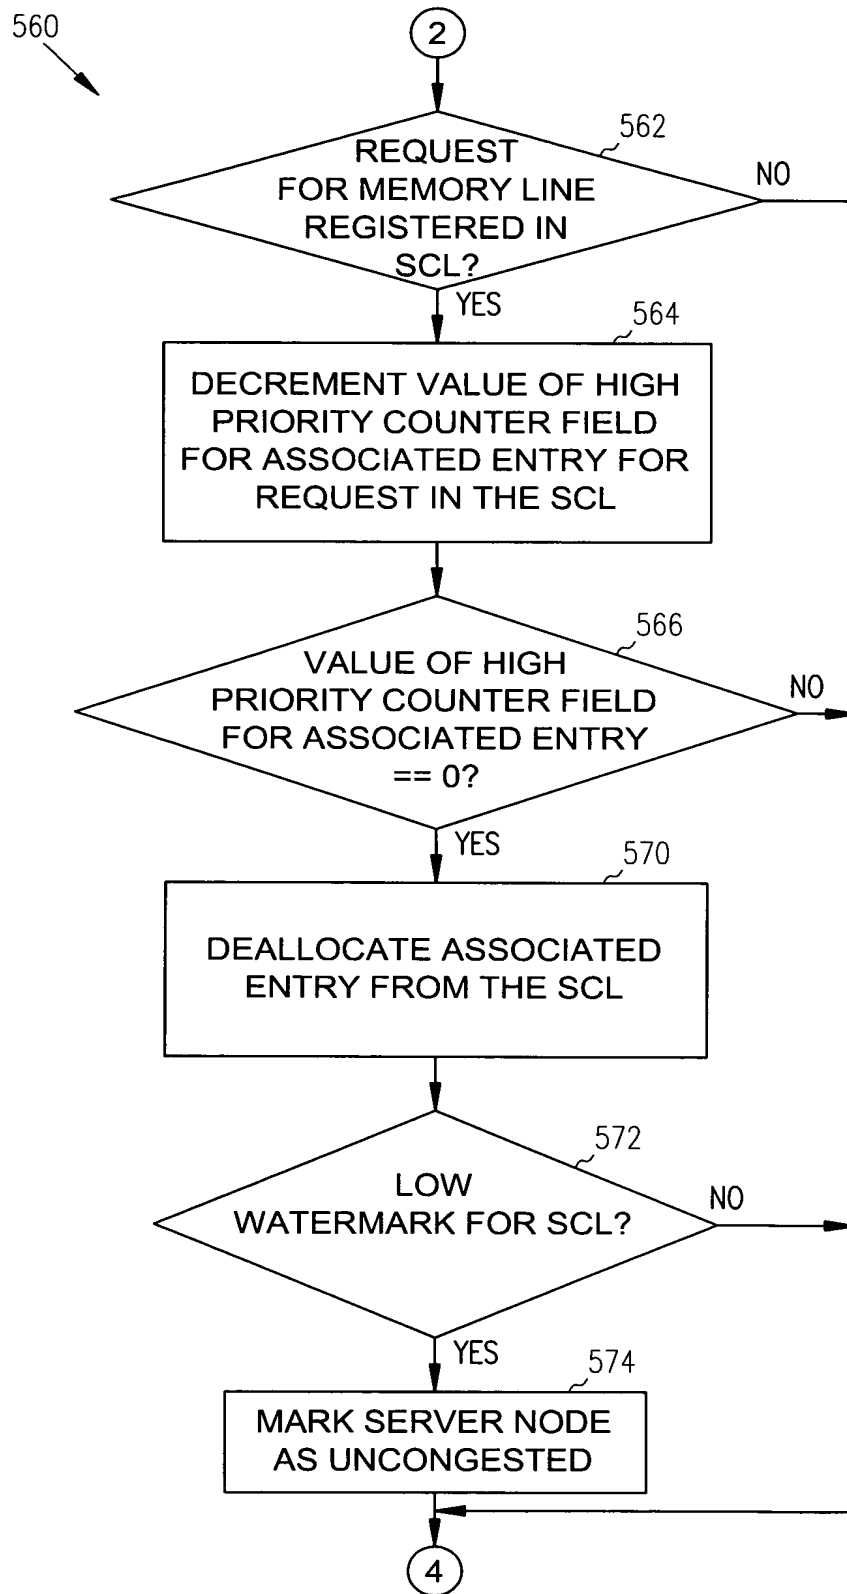 560
2
562
REQUEST
FOR MEMORY LINE
REGISTERED IN
SCL?
NO
YES
564
DECREMENT VALUE OF HIGH
PRIORITY COUNTER FIELD
FOR ASSOCIATED ENTRY FOR
REQUEST IN THE SCL
566
VALUE OF HIGH
PRIORITY COUNTER FIELD
FOR ASSOCIATED ENTRY
== 0?
NO
YES
570
DEALLOCATE ASSOCIATED
ENTRY FROM THE SCL
572
LOW
WATERMARK FOR SCL?
NO
YES
574
MARK SERVER NODE
AS UNCONGESTED
4